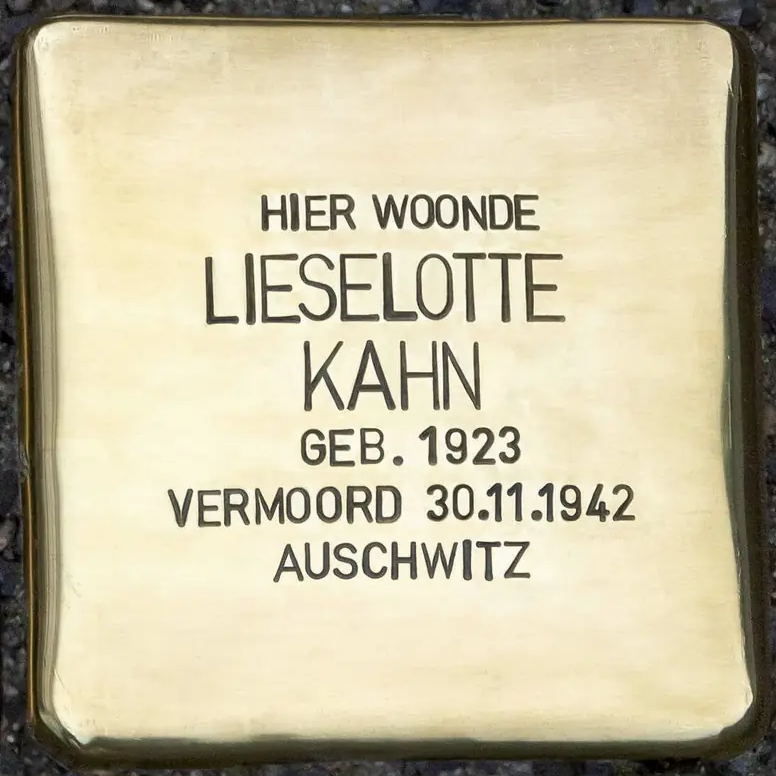 HIER WOONDE
LIESELOTTE
KAHN
GEB. 1923
VERMOORD 30.11.1942
AUSCHWITZ